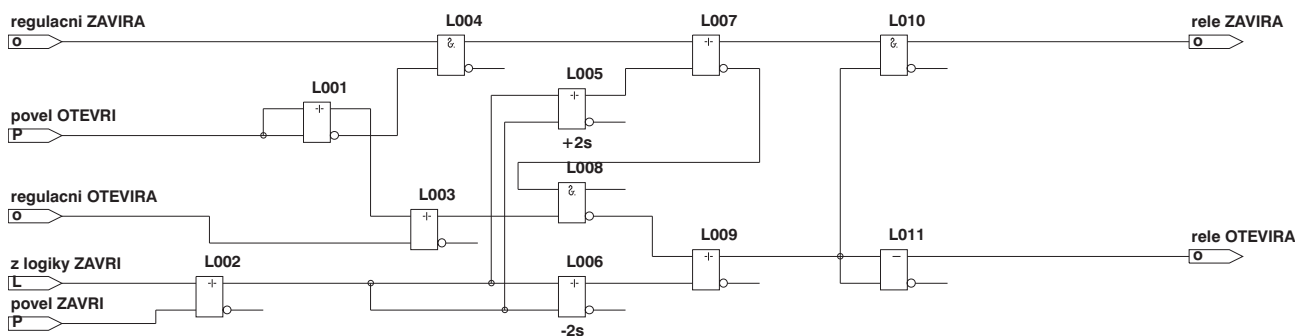 regulacni ZAVIRA
o
L004
&
L007
-|-
L010
&
rele ZAVIRA
o
L005
-|-
+2s
L001
-|-
povel OTEVRI
P
L008
&
regulacni OTEVIRA
o
L003
-|-
L009
-|-
L011
–
rele OTEVIRA
o
z logiky ZAVRI
L
L002
-|-
L006
-|-
-2s
povel ZAVRI
P